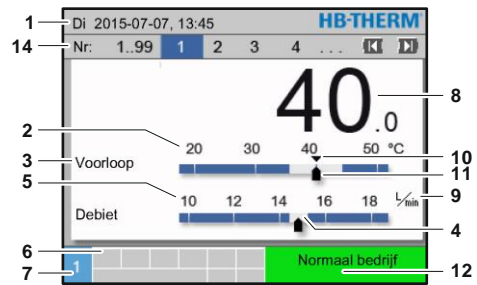 1 Di 2015-07-07, 13:45 HB-THERM
14 Nr: 1..99 1 2 3 4 ...
40.0 8
2 20 30 40 50 °C 10
3 Voorloop 11
5 10 12 14 16 18 L/min 9
Debiet 4
6
7 1 Normaal bedrijf 12